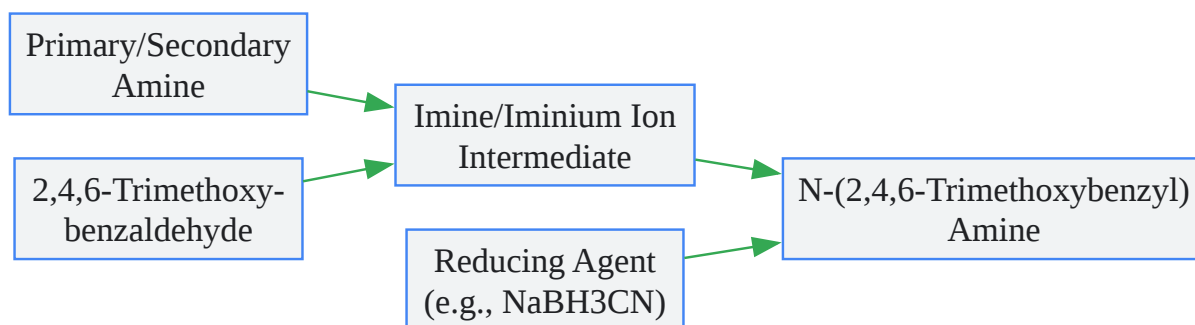 Primary/Secondary
Amine
2,4,6-Trimethoxy-
benzaldehyde
Imine/Iminium Ion
Intermediate
Reducing Agent
(e.g., NaBH3CN)
N-(2,4,6-Trimethoxybenzyl)
Amine